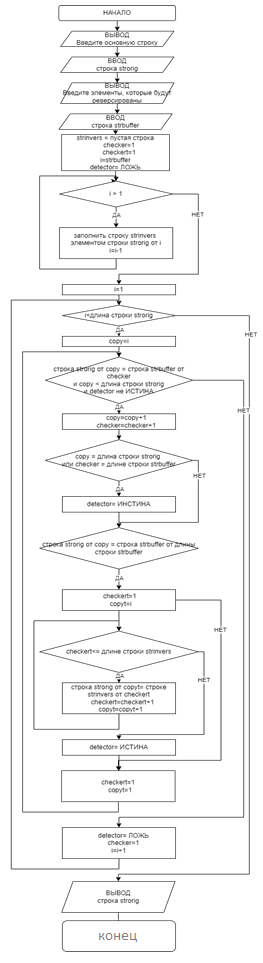 НАЧАЛО
ВЫВОД
Введите основную строку
ВВОД
строка strorig
ВЫВОД
Введите элементы, которые будут
реверсированы
ВВОД
строка strbuffer
strinvers = пустая строка
checker=1
checkert=1
i=strbuffer
detector= ЛОЖЬ
i > 1
ДА
НЕТ
заполнить строку strinvers
элементом строки strorig от i
i=i-1
i=1
i<длина строки strorig
ДА
НЕТ
copy=i
строка strorig от copy = строка strbuffer от
checker
и copy < длина строки strorig
и detector не ИСТИНА
НЕТ
ДА
copy=copy+1
checker=checker+1
copy = длина строки strorig
или checker = длине строки strbuffer
НЕТ
ДА
detector= ИНСТИНА
строка strorig от copy = строка strbuffer от длины
строки strbuffer
ДА
checkert=1
copyt=i
НЕТ
checkert<= длине строки strinvers
НЕТ
ДА
строка strorig от copyt= строке
strinvers от checkert
checkert=checkert+1
copyt=copyt+1
detector= ИСТИНА
checkert=1
copyt=1
detector= ЛОЖЬ
checker=1
i=i+1
ВЫВОД
строка strorig
конец